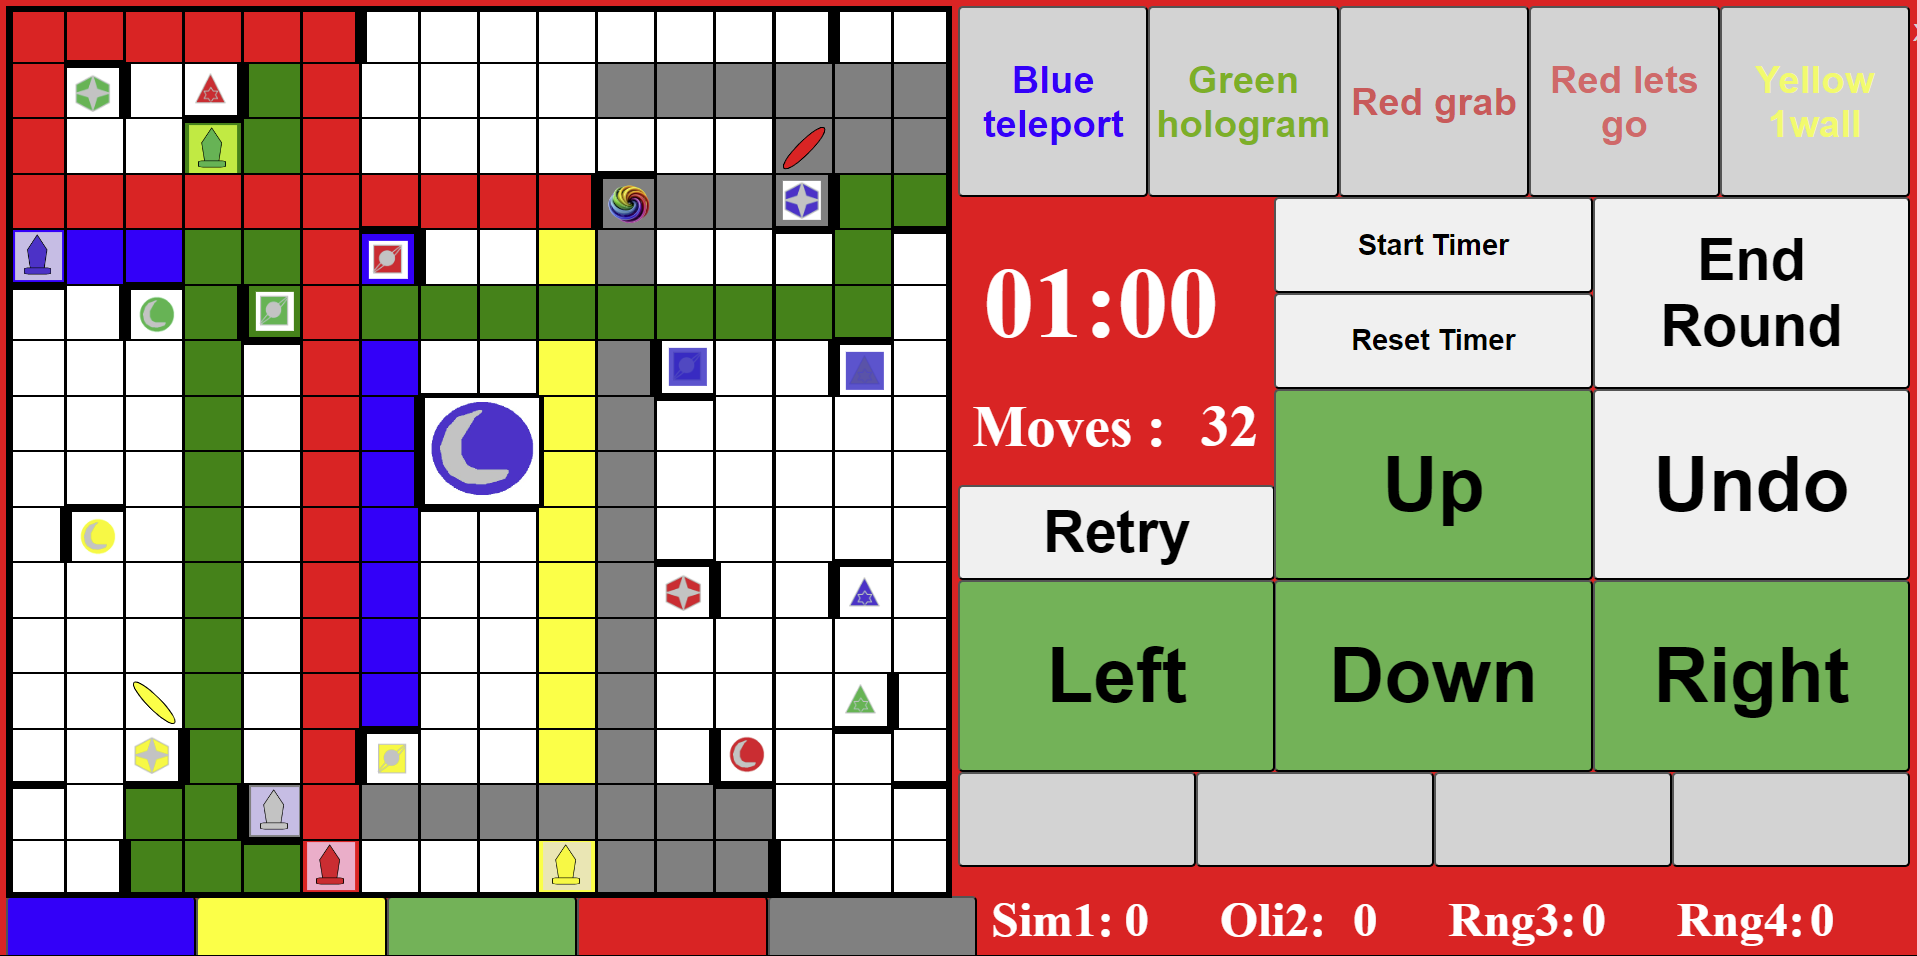 Blue
teleport
Green
hologram
Red grab
Red lets
go
Yellow
1wall
01:00
Start Timer
Reset Timer
End
Round
Moves : 32
Retry
Up
Undo
Left
Down
Right
Sim1: 0 Oli2: 0 Rng3: 0 Rng4: 0